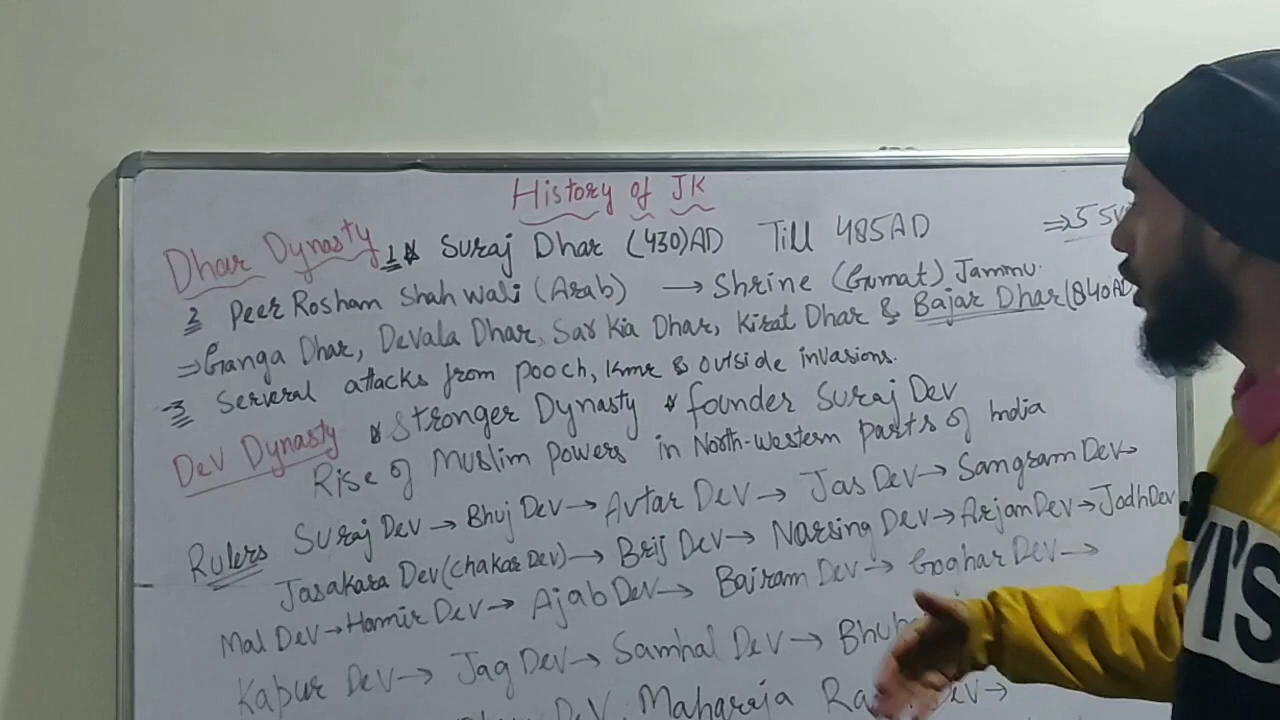 History of JK
Dhar Dynasty 1 Suraj Dhar (430)AD Till 485AD ⇒55
2 Peer Rosham Shah Wali (Arab) → Shrine (Gumat) Jammu.
⇒Ganga Dhar, Devala Dhar, Sar Kia Dhar, Kirat Dhar & Bajar Dhar(840AD
3 Serveral attacks from pooch, Kmr & outside invasions.
Dev Dynasty Stronger Dynasty founder Suraj Dev
Rise of Muslim Powers in North-Western parts of India
Rulers Suraj Dev → Bhuj Dev → Avtar Dev → Jas Dev → Sangram Dev→
Jasakara Dev(Chakar Dev) → Brij Dev → Narsing Dev → Arjan Dev → Jodh Dev
Mal Dev → Hamir Dev → Ajab Dev → Bairam Dev → Goghar Dev →
Kapur Dev → Jag Dev → Samhal Dev →
Dev, Maharaja →
VI'S